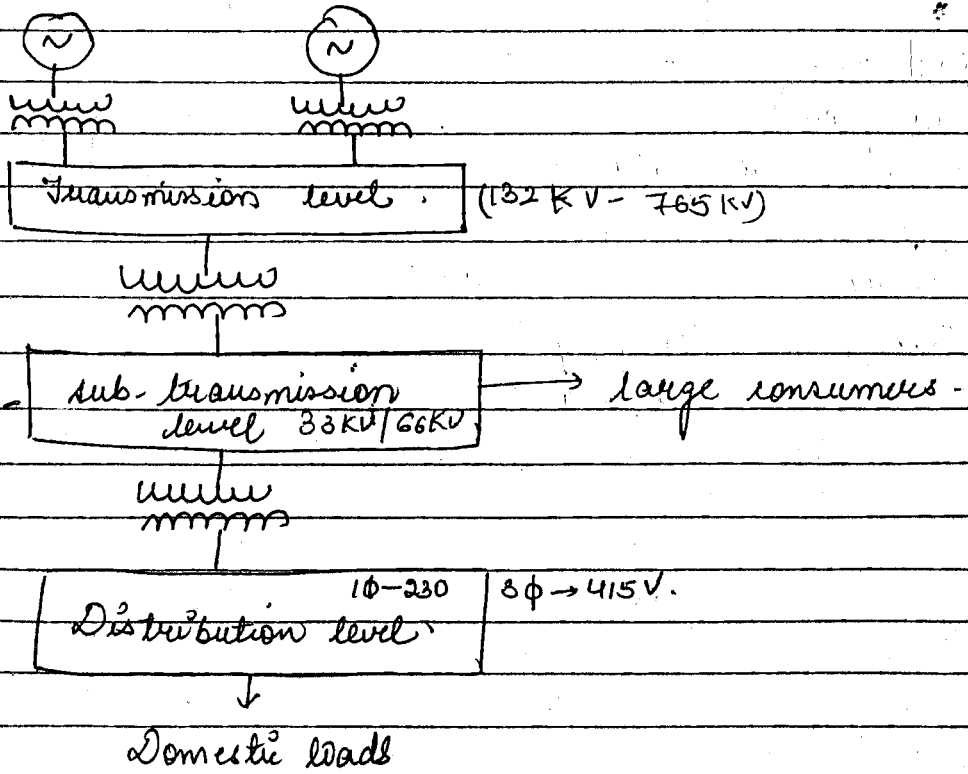 ~ ~
Transmission level. (132 KV - 765 KV)
sub-transmission → large consumers.
level 33KV/66KV
1ϕ-230 3ϕ→415V.
Distribution level.
Domestic loads